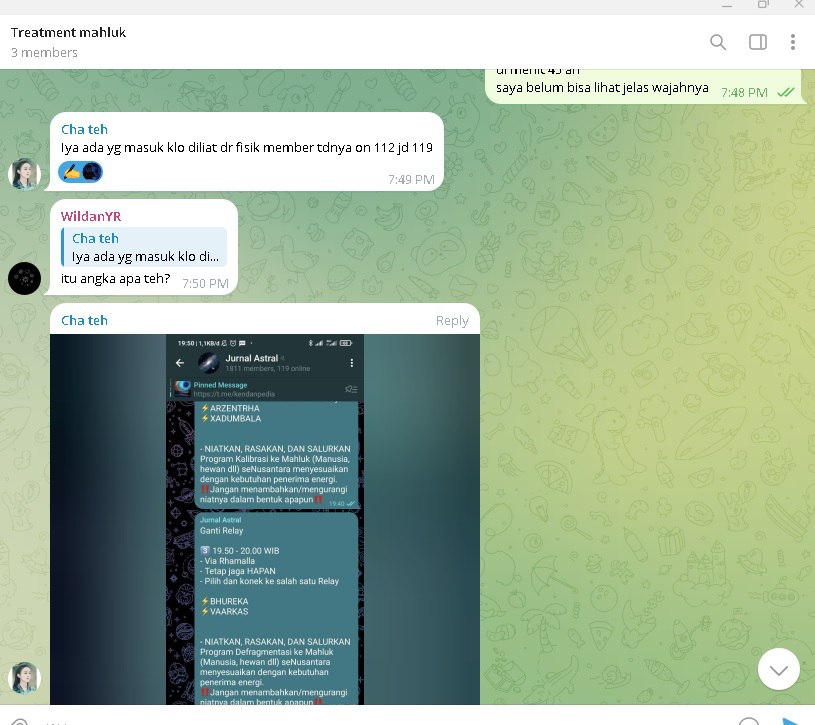 Treatment mahluk
3 members
saya belum bisa lihat jelas wajahnya 7:48 PM
Cha teh
Iya ada yg masuk klo diliat dr fisik member tdnya on 112 jd 119
7:49 PM
WildanYR
Cha teh
Iya ada yg masuk klo di...
itu angka apa teh? 7:50 PM
Cha teh Reply
19:50 | 1,1KB/d
Jurnal Astral
1811 members, 119 online
Pinned Message
https://t.me/kendanpedia
⚡ARZENTRHA
⚡XADUMBALA
- NIATKAN, RASAKAN, DAN SALURKAN
Program Kalibrasi ke Mahluk (Manusia,
hewan dll) seNusantara menyesuaikan
dengan kebutuhan penerima energi.
‼️Jangan menambahkan/mengurangi
niatnya dalam bentuk apapun‼️ 19:40
Jurnal Astral
Ganti Relay
3️⃣ 19.50 - 20.00 WIB
- Via Rhamalla
- Tetap jaga HAPAN
- Pilih dan konek ke salah satu Relay
⚡BHUREKA
⚡VAARKAS
- NIATKAN, RASAKAN, DAN SALURKAN
Program Defragmentasi ke Mahluk
(Manusia, hewan dll) seNusantara
menyesuaikan dengan kebutuhan
penerima energi.
‼️Jangan menambahkan/mengurangi
niatnya dalam bentuk apapun‼️